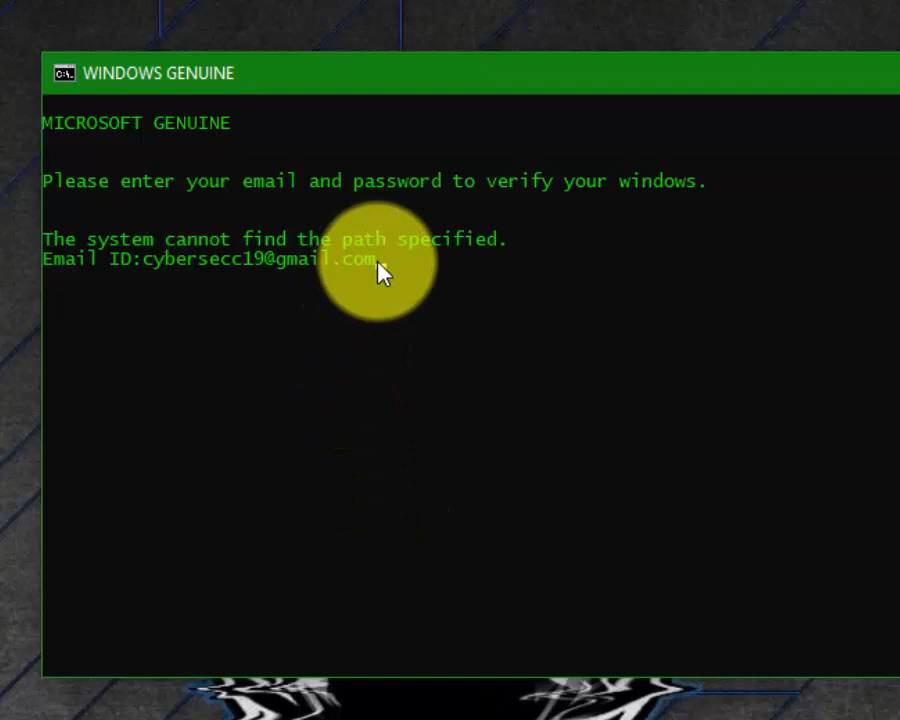 C:\.
WINDOWS GENUINE
MICROSOFT GENUINE
Please enter your email and password to verify your windows.
The system cannot find the path specified.
Email ID:cybersecc19@gmail.com